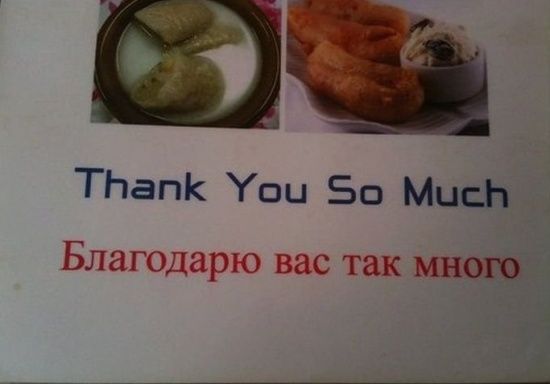 Thank You So Much
Благодарю вас так много